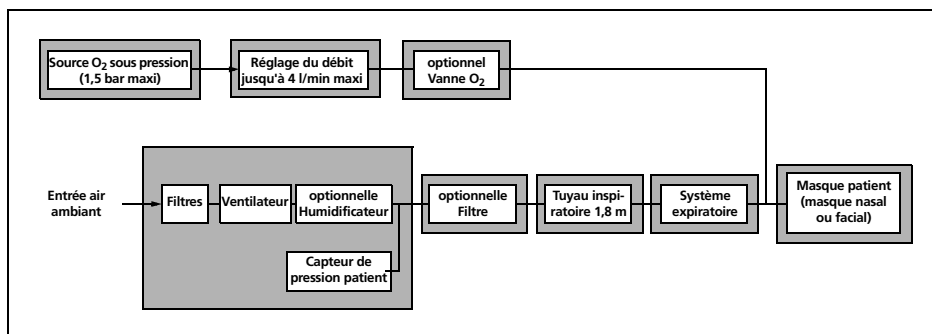 Source O₂ sous pression
(1,5 bar maxi)
Réglage du débit
jusqu'à 4 l/min maxi
optionnel
Vanne O₂
Entrée air
ambiant
Filtres
Ventilateur
optionnelle
Humidificateur
Capteur de
pression patient
optionnelle
Filtre
Tuyau inspi-
ratoire 1,8 m
Système
expiratoire
Masque patient
(masque nasal
ou facial)